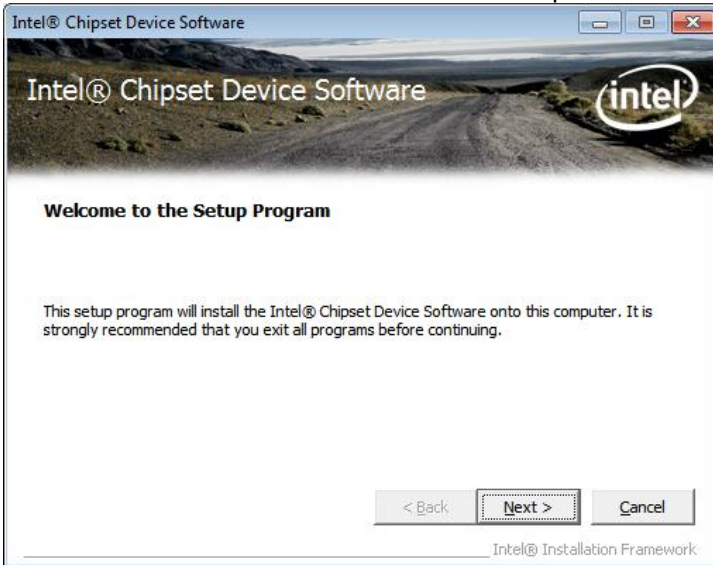 Intel® Chipset Device Software
Intel® Chipset Device Software
intel
Welcome to the Setup Program
This setup program will install the Intel® Chipset Device Software onto this computer. It is
strongly recommended that you exit all programs before continuing.
< Back Next > Cancel
Intel® Installation Framework